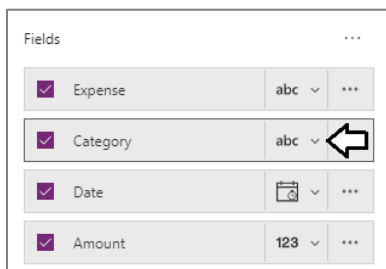 Fields ...
Expense abc ...
Category abc
Date ...
Amount 123 ...